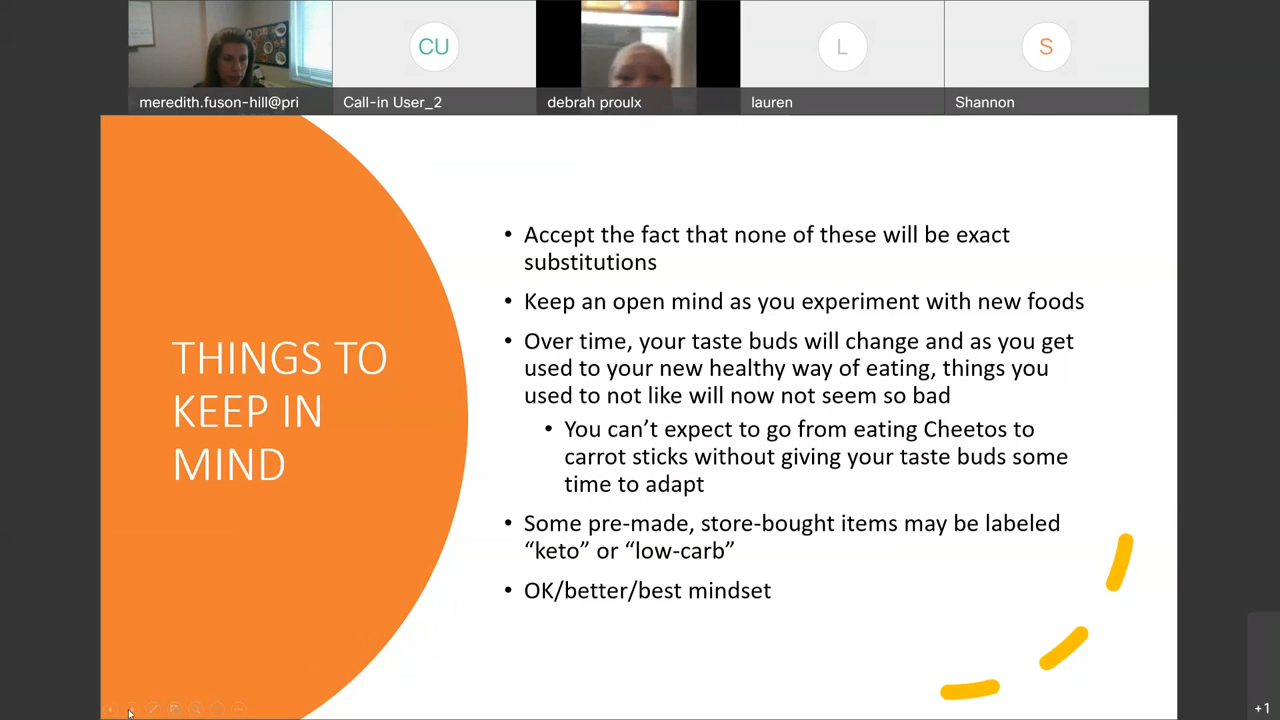 CU
L
S
meredith.fuson-hill@pri
Call-in User_2
debrah proulx
lauren
Shannon
THINGS TO
KEEP IN
MIND
• Accept the fact that none of these will be exact
substitutions
• Keep an open mind as you experiment with new foods
• Over time, your taste buds will change and as you get
used to your new healthy way of eating, things you
used to not like will now not seem so bad
• You can’t expect to go from eating Cheetos to
carrot sticks without giving your taste buds some
time to adapt
• Some pre-made, store-bought items may be labeled
“keto” or “low-carb”
• OK/better/best mindset
+1